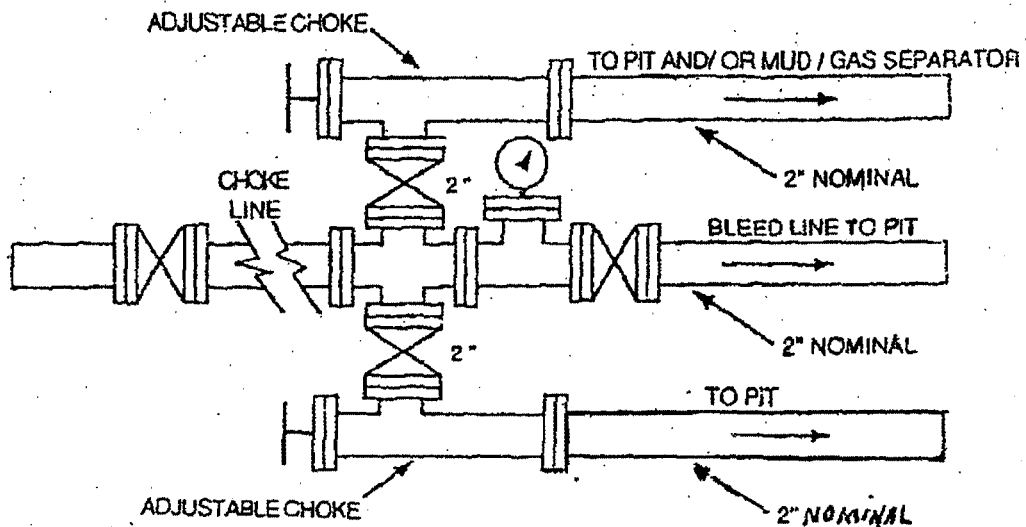 ADJUSTABLE CHOKE
TO PIT AND/ OR MUD / GAS SEPARATOR
2" NOMINAL
2"
CHOKE
LINE
BLEED LINE TO PIT
2" NOMINAL
2"
TO PIT
ADJUSTABLE CHOKE
2" NOMINAL